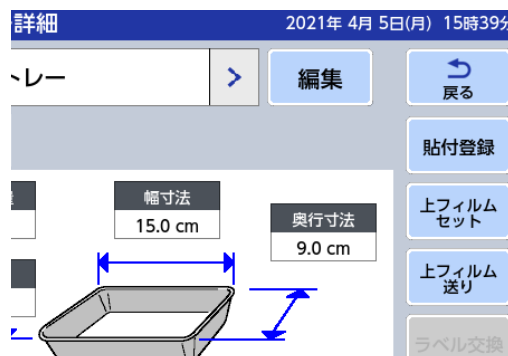 詳細
2021年 4月 5日(月) 15時39分
トレー
>
編集
戻る
貼付登録
幅寸法
15.0 cm
奥行寸法
9.0 cm
上フィルム
セット
上フィルム
送り
ラベル交換